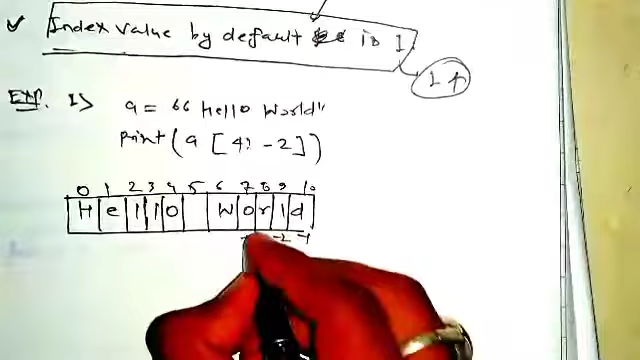 Index value by default is 1.
1 A
Exp. 1> a = "Hello World"
print(a [4: -2])
0 1 2 3 4 5 6 7 8 9 10
H e l l o W o r l d
-2 -1